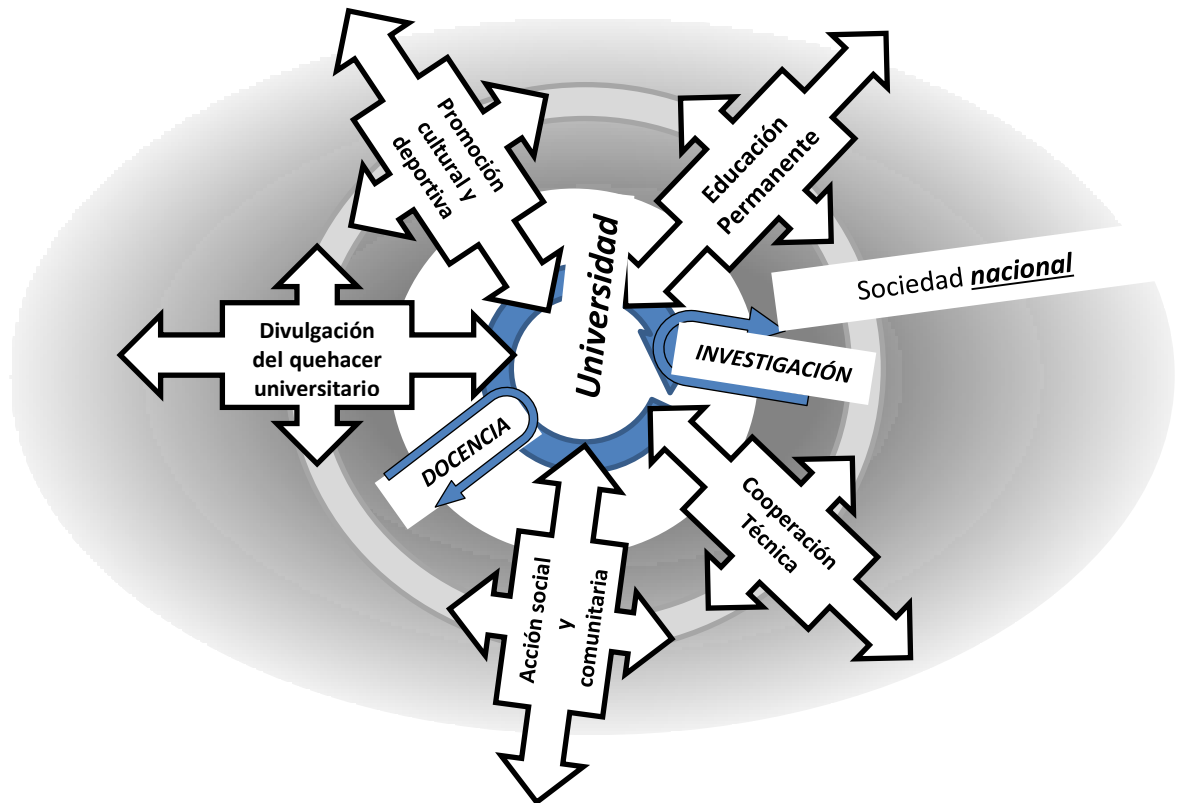 Promoción
cultural y
deportiva
Educación
Permanente
Universidad
Sociedad nacional
Divulgación
del quehacer
universitario
INVESTIGACIÓN
DOCENCIA
Cooperación
Técnica
Acción social
y
comunitaria